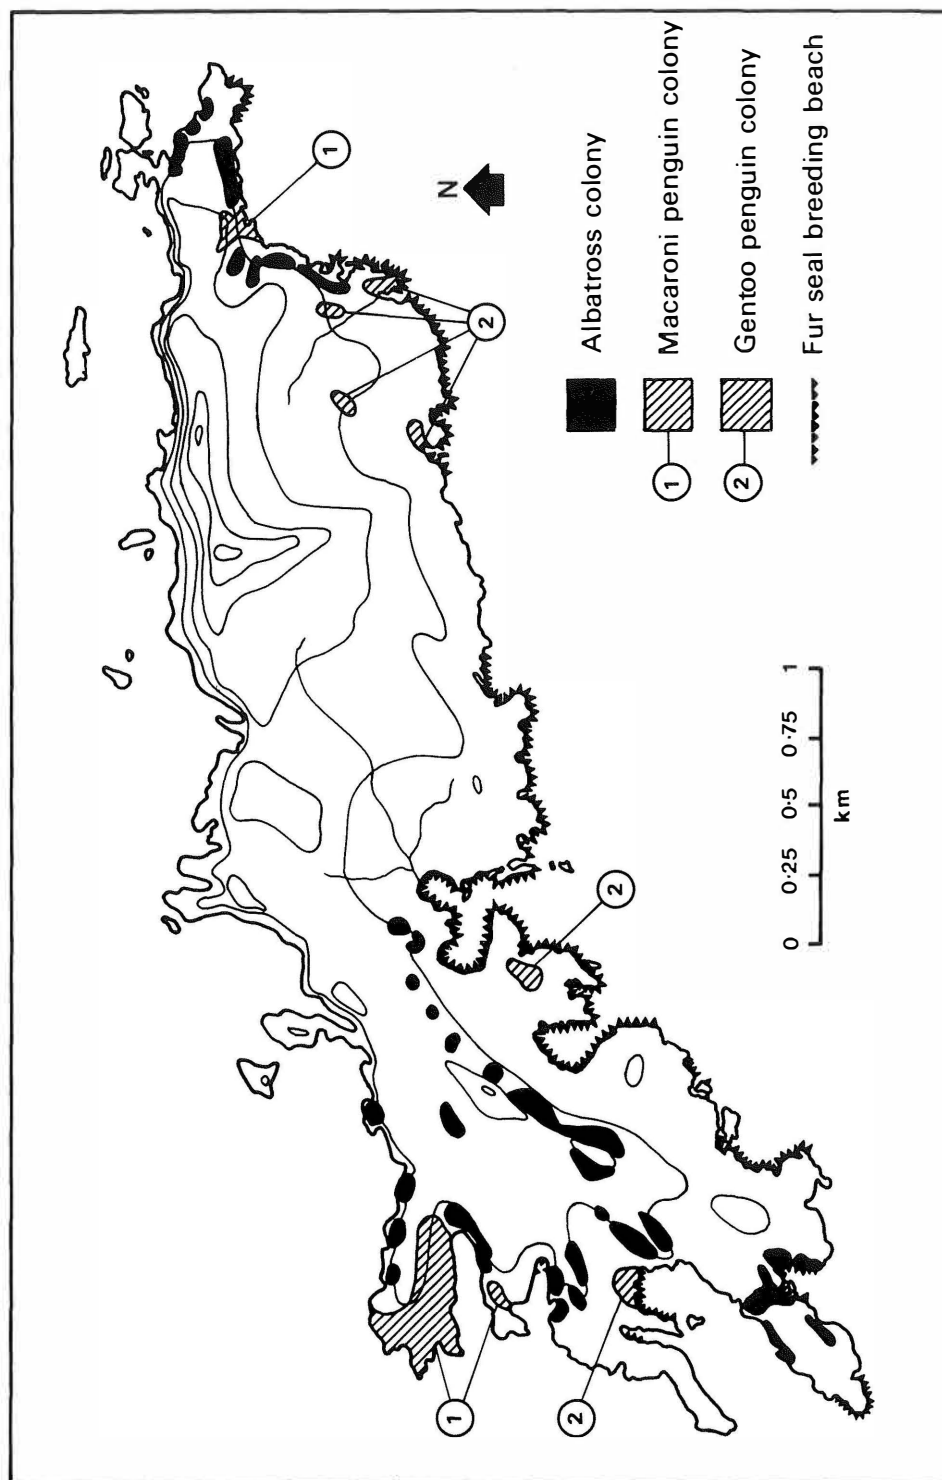 1
N
2
2
1
2
Albatross colony
1 Macaroni penguin colony
2 Gentoo penguin colony
Fur seal breeding beach
0 0·25 0·5 0·75 1
km